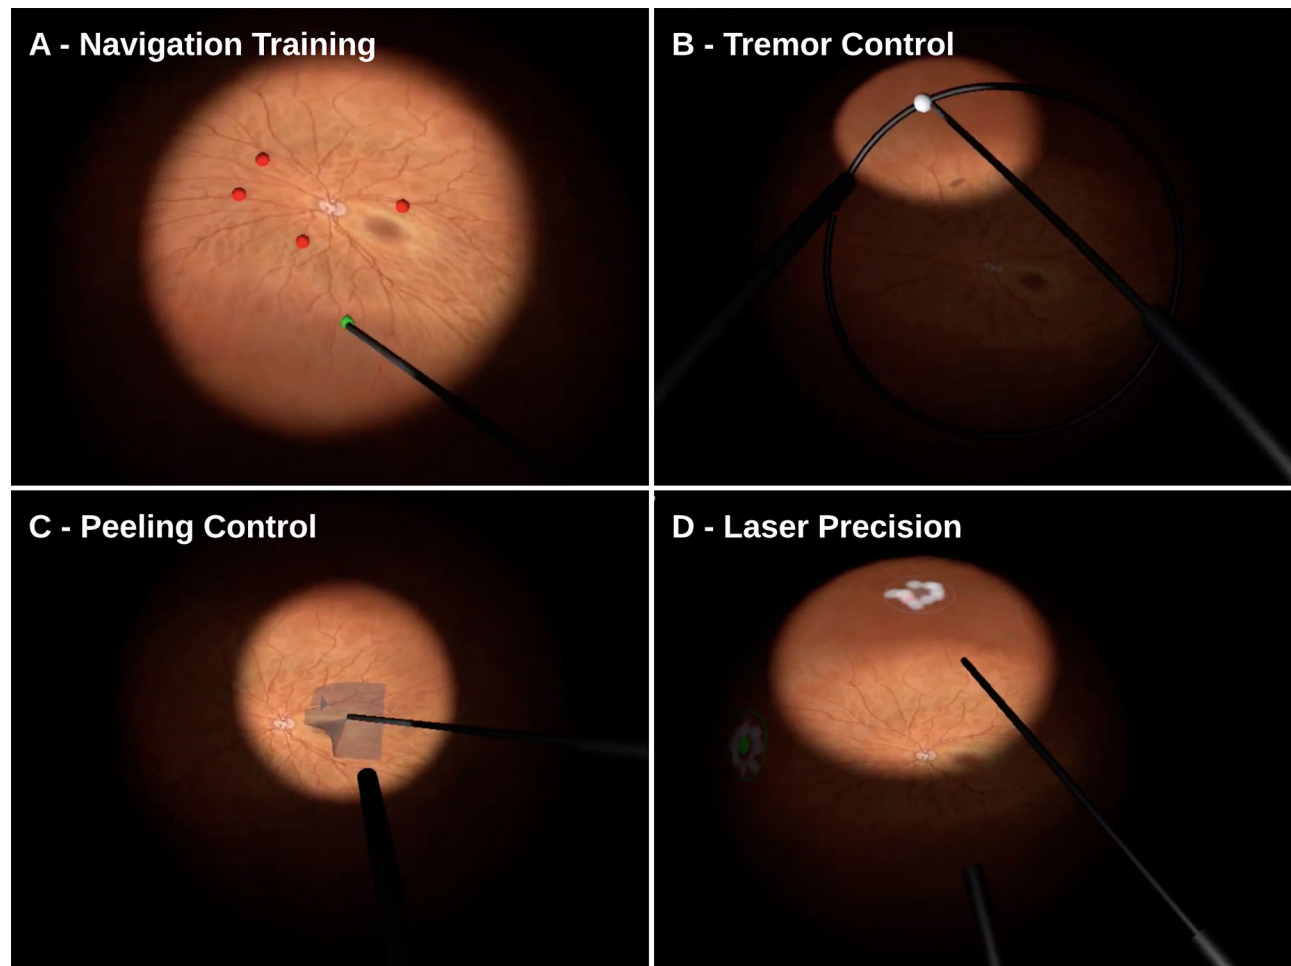 A - Navigation Training
B - Tremor Control
C - Peeling Control
D - Laser Precision